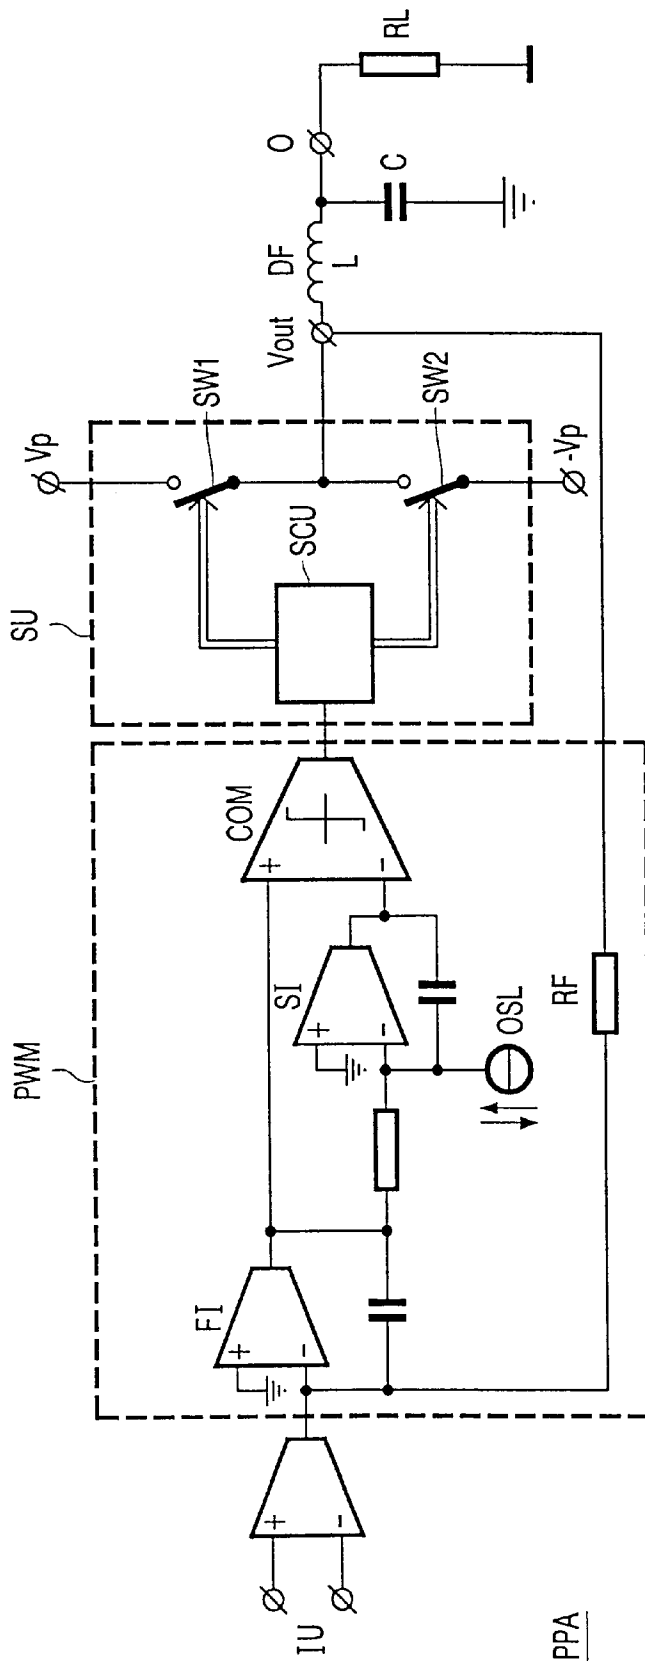 PPA
IU
+
-
PWM
FI
+
-
SI
+
-
OSL
RF
COM
+
-
SU
SCU
SW1
SW2
Vp
-Vp
Vout
DF
L
C
O
RL